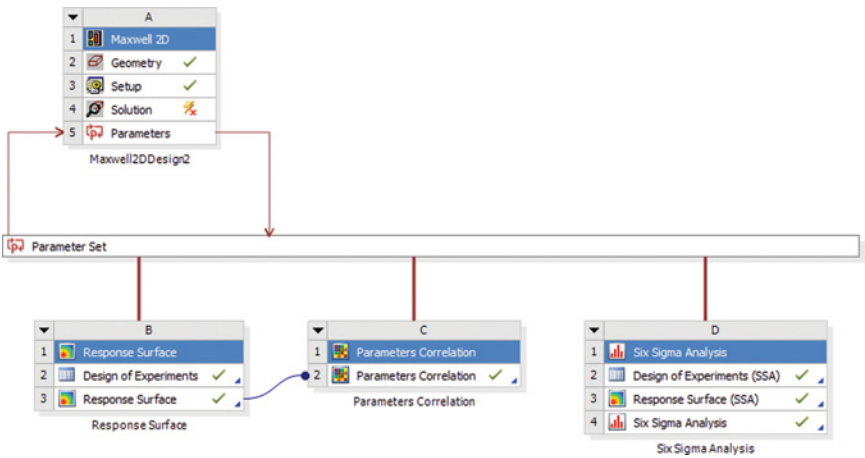 A
1 Maxwell 2D
2 Geometry
3 Setup
4 Solution
5 Parameters
Maxwell2DDesign2
Parameter Set
B
1 Response Surface
2 Design of Experiments
3 Response Surface
Response Surface
C
1 Parameters Correlation
2 Parameters Correlation
Parameters Correlation
D
1 Six Sigma Analysis
2 Design of Experiments (SSA)
3 Response Surface (SSA)
4 Six Sigma Analysis
Six Sigma Analysis